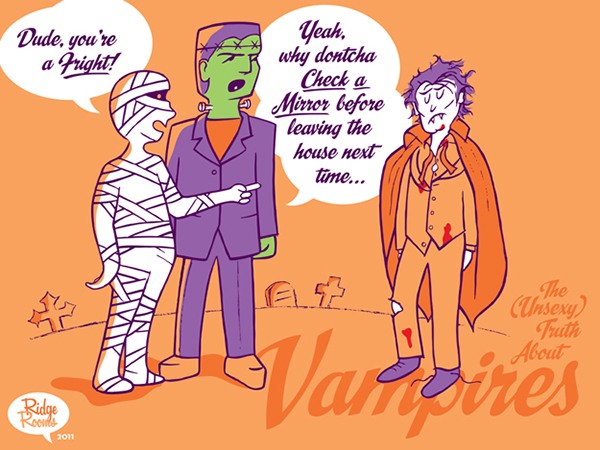 Dude, you're
a Fright!
Yeah,
why dontcha
Check a
Mirror before
leaving the
house next
time...
The
(Unsexy)
Truth
About
Vampires
Ridge
Rooms
2011